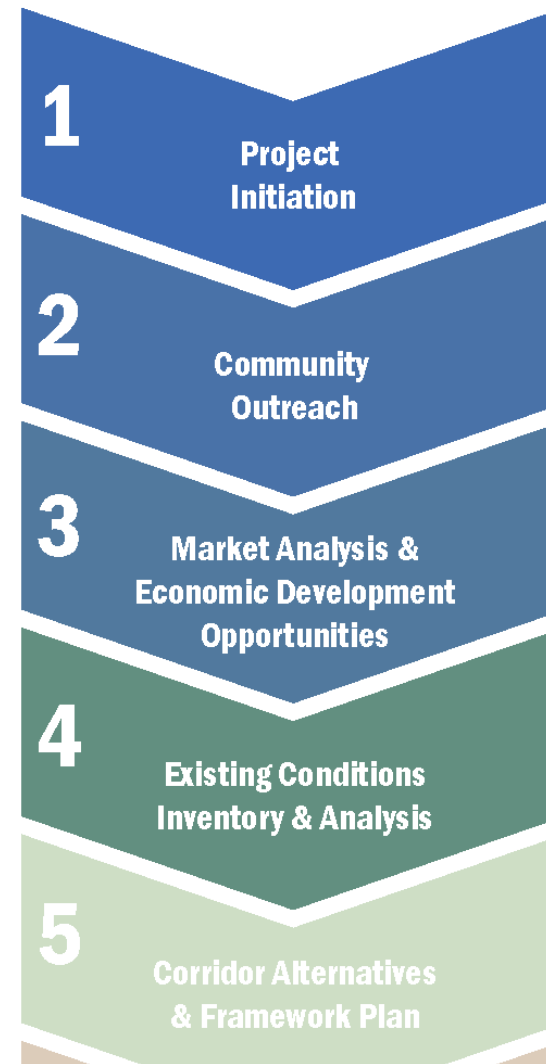 1
Project
Initiation
2
Community
Outreach
3
Market Analysis &
Economic Development
Opportunities
4
Existing Conditions
Inventory & Analysis
5
Corridor Alternatives
& Framework Plan